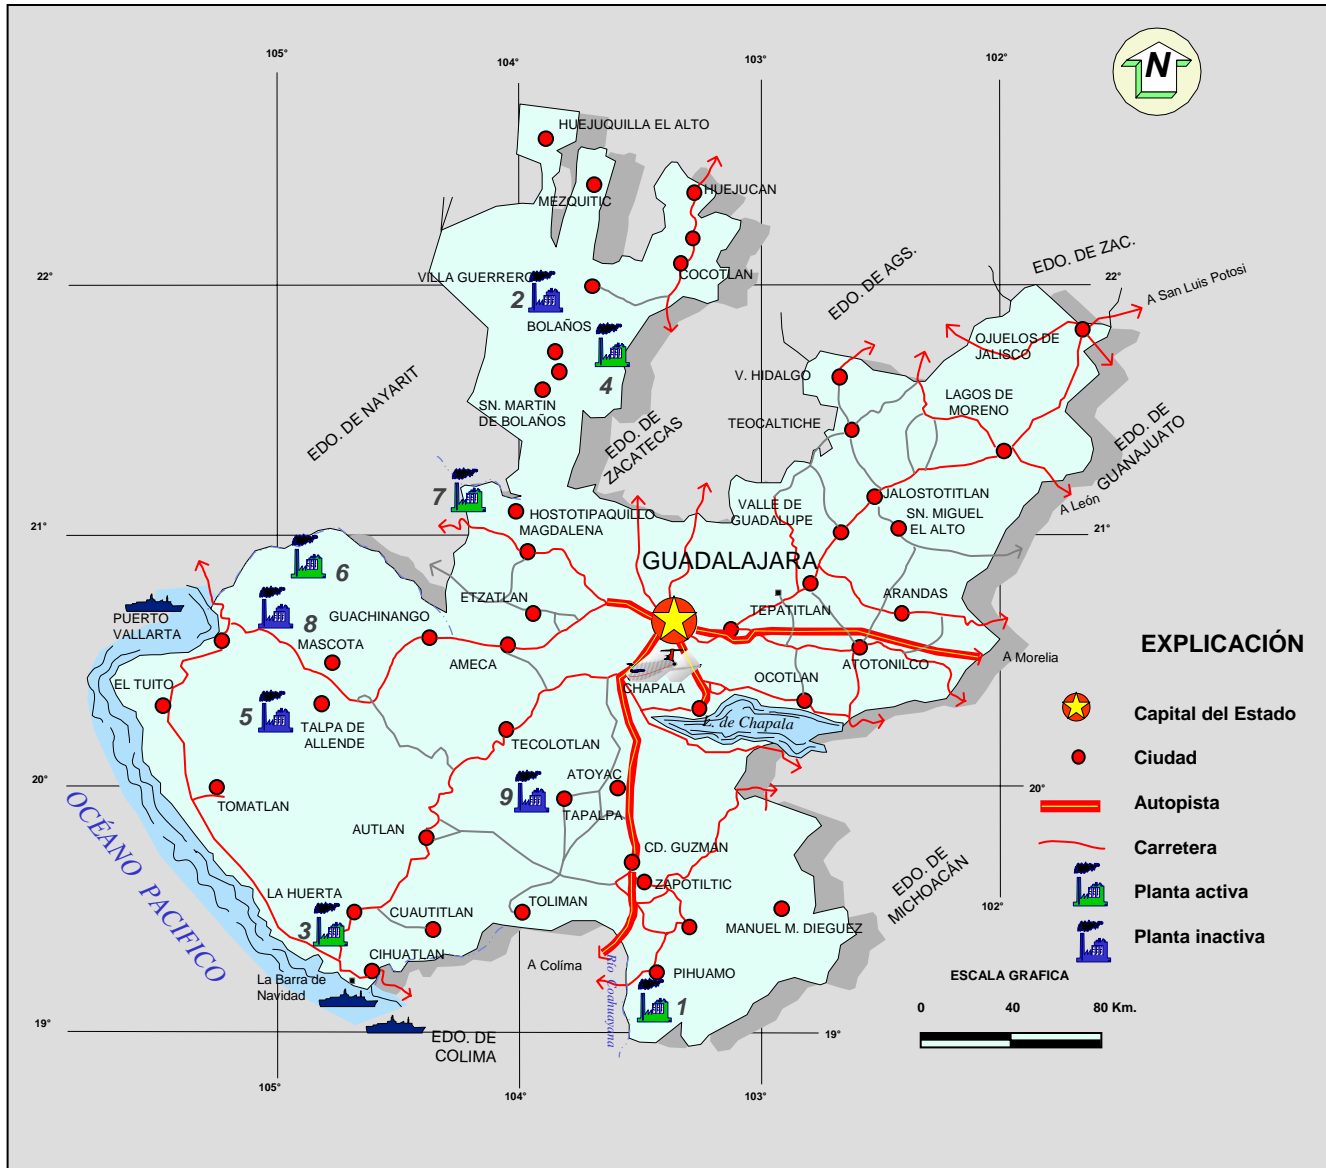 105°
104°
103°
102°
N
HUEJUQUILLA EL ALTO
MEZQUITIC
HUEJUCAN
22°
VILLA GUERRERO
COCOTLAN
EDO. DE AGS.
EDO. DE ZAC.
22°
A San Luis Potosi
2
BOLAÑOS
4
OJUELOS DE
JALISCO
V. HIDALGO
LAGOS DE
MORENO
SN. MARTIN
DE BOLAÑOS
EDO. DE NAYARIT
EDO. DE
ZACATECAS
TEOCALTICHE
EDO. DE
GUANAJUATO
7
HOSTOTIPAQUILLO
MAGDALENA
VALLE DE
GUADALUPE
JALOSTOTITLAN
SN. MIGUEL
EL ALTO
A León
21°
21°
GUADALAJARA
6
ETZATLAN
TEPATITLAN
ARANDAS
PUERTO
VALLARTA
8
GUACHINANGO
MASCOTA
AMECA
ATOTONILCO
A Morelia
EXPLICACIÓN
EL TUITO
CHAPALA
OCOTLAN
5
TALPA DE
ALLENDE
L. de Chapala
Capital del Estado
TECOLOTLAN
Ciudad
20°
ATOYAC
20°
9
TAPALPA
TOMATLAN
Autopista
OCÉANO PACIFICO
AUTLAN
CD. GUZMAN
Carretera
EDO. DE
MICHOACÁN
ZAPOTILTIC
LA HUERTA
Planta activa
102°
3
CUAUTITLAN
TOLIMAN
MANUEL M. DIEGUEZ
Planta inactiva
CIHUATLAN
A Colíma
PIHUAMO
ESCALA GRAFICA
La Barra de
Navidad
Río Coahuayana
1
0
40
80 Km.
19°
19°
EDO. DE
COLIMA
105°
104°
103°